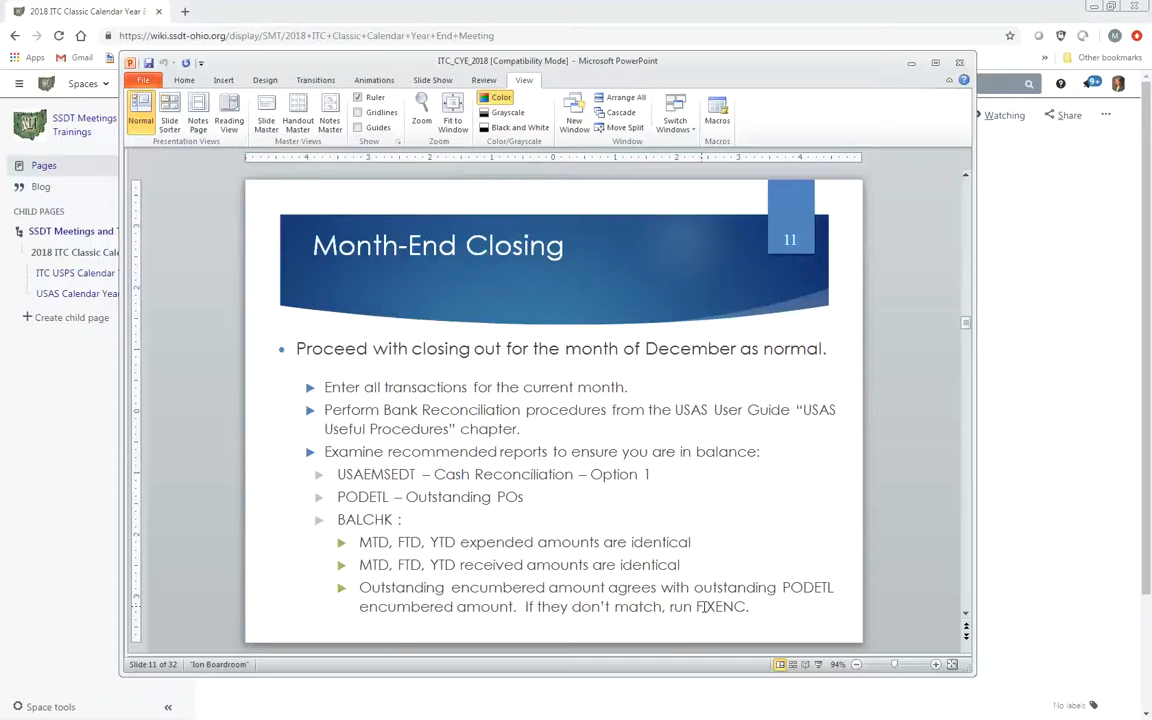 2018 ITC Classic Calendar Year E
https://wiki.ssdt-ohio.org/display/SMT/2018+ITC+Classic+Calendar+Year+End+Meeting
M
Apps
Gmail
Other bookmarks
Spaces
9+
SSDT Meetings
Trainings
Pages
Blog
CHILD PAGES
SSDT Meetings and T
2018 ITC Classic Cale
ITC USPS Calendar
USAS Calendar Year
Create child page
Space tools
Watching
Share
No labels
ITC_CYE_2018 [Compatibility Mode] - Microsoft PowerPoint
File
Home
Insert
Design
Transitions
Animations
Slide Show
Review
View
Normal
Slide Sorter
Notes Page
Reading View
Presentation Views
Slide Master
Handout Master
Notes Master
Master Views
Ruler
Gridlines
Guides
Show
Zoom
Fit to Window
Zoom
Color
Grayscale
Black and White
Color/Grayscale
New Window
Arrange All
Cascade
Move Split
Window
Switch Windows
Macros
Macros
4 3 2 1 0 1 2 3 4
11
Month-End Closing
• Proceed with closing out for the month of December as normal.
Enter all transactions for the current month.
Perform Bank Reconciliation procedures from the USAS User Guide “USAS
Useful Procedures” chapter.
Examine recommended reports to ensure you are in balance:
USAEMSEDT – Cash Reconciliation – Option 1
PODETL – Outstanding POs
BALCHK :
MTD, FTD, YTD expended amounts are identical
MTD, FTD, YTD received amounts are identical
Outstanding encumbered amount agrees with outstanding PODETL
encumbered amount. If they don’t match, run FIXENC.
Slide 11 of 32
"Ion Boardroom"
94%